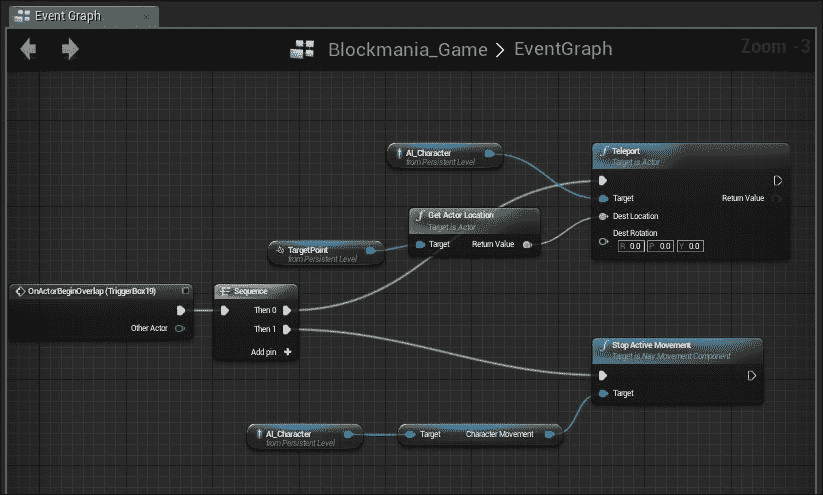 Event Graph
Blockmania_Game > EventGraph
Zoom -3
AI_Character
from Persistent Level
Teleport
Target is Actor
Target
Return Value
Dest Location
Dest Rotation
R 0.0 P 0.0 Y 0.0
Get Actor Location
Target is Actor
Target
Return Value
TargetPoint
from Persistent Level
OnActorBeginOverlap (TriggerBox19)
Other Actor
Sequence
Then 0
Then 1
Add pin
Stop Active Movement
Target is Nav Movement Component
Target
AI_Character
from Persistent Level
Target
Character Movement